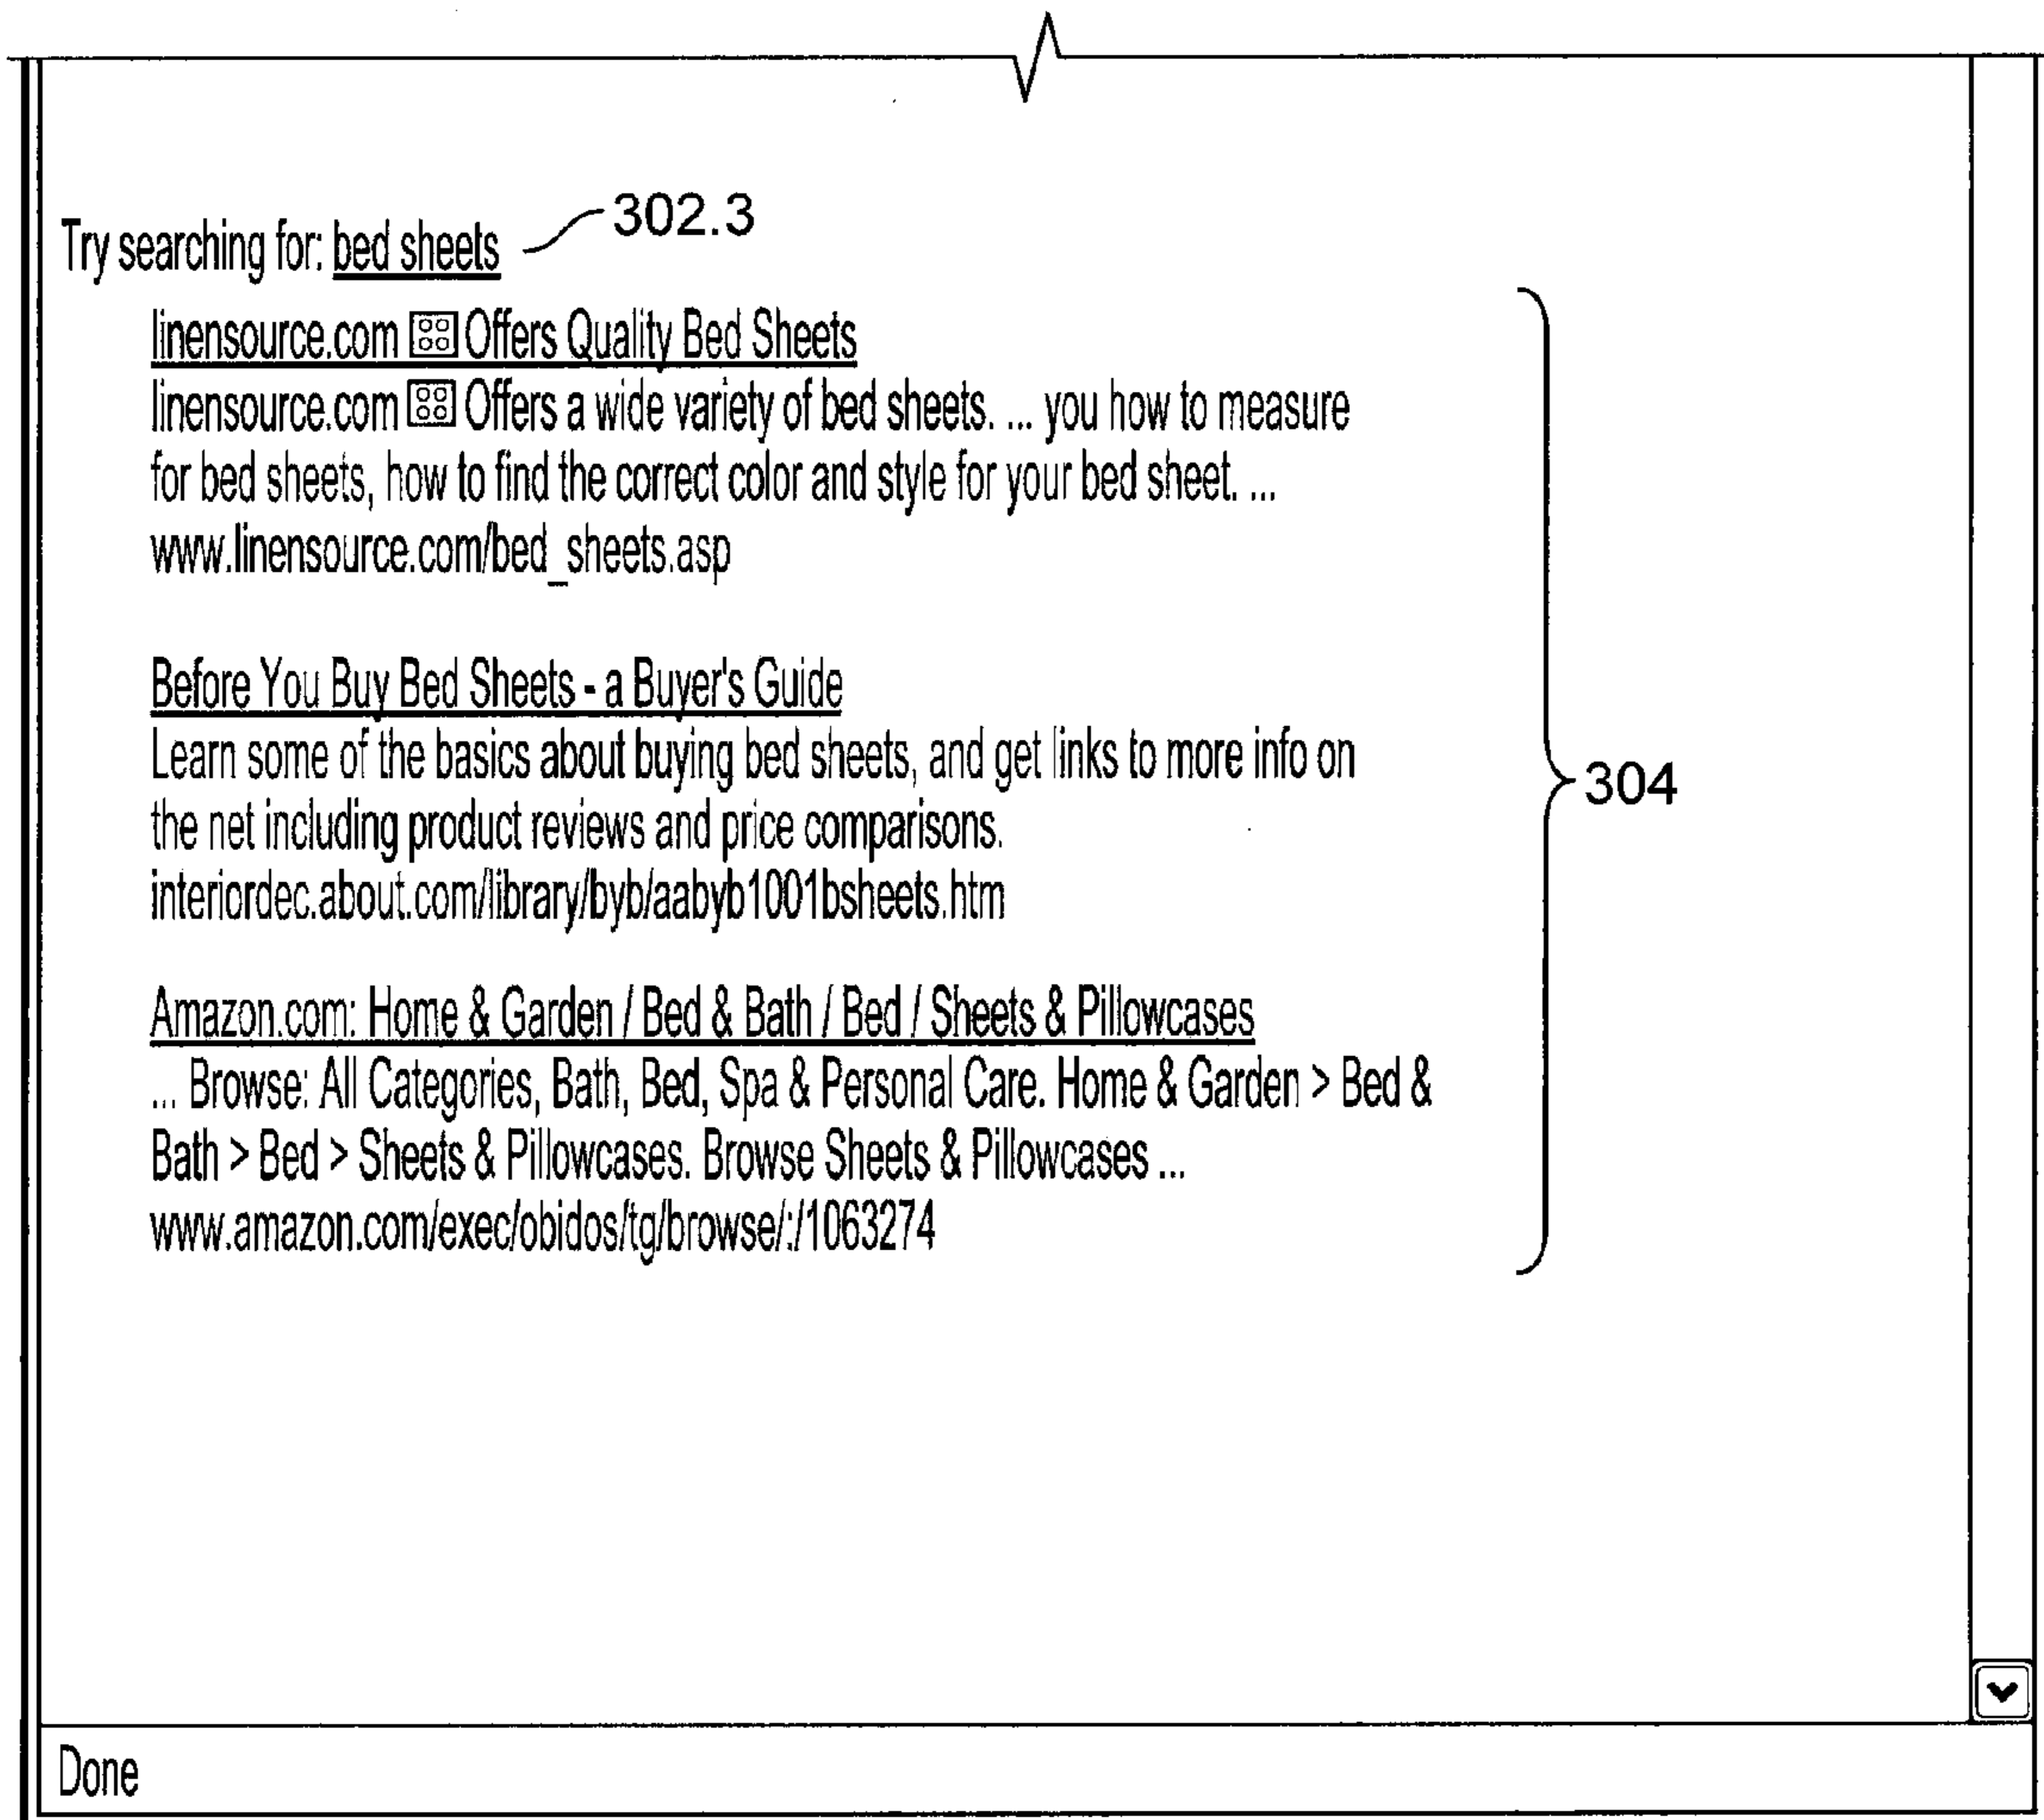 Try searching for: bed sheets 302.3
linensource.com Offers Quality Bed Sheets
linensource.com Offers a wide variety of bed sheets. ... you how to measure
for bed sheets, how to find the correct color and style for your bed sheet. ...
www.linensource.com/bed_sheets.asp
Before You Buy Bed Sheets - a Buyer's Guide
Learn some of the basics about buying bed sheets, and get links to more info on
the net including product reviews and price comparisons.
304
interiordec.about.com/library/byb/aabyb1001bsheets.htm
Amazon.com: Home & Garden / Bed & Bath / Bed / Sheets & Pillowcases
... Browse: All Categories, Bath, Bed, Spa & Personal Care. Home & Garden > Bed &
Bath > Bed > Sheets & Pillowcases. Browse Sheets & Pillowcases ...
www.amazon.com/exec/obidos/tg/browse/:/1063274
Done